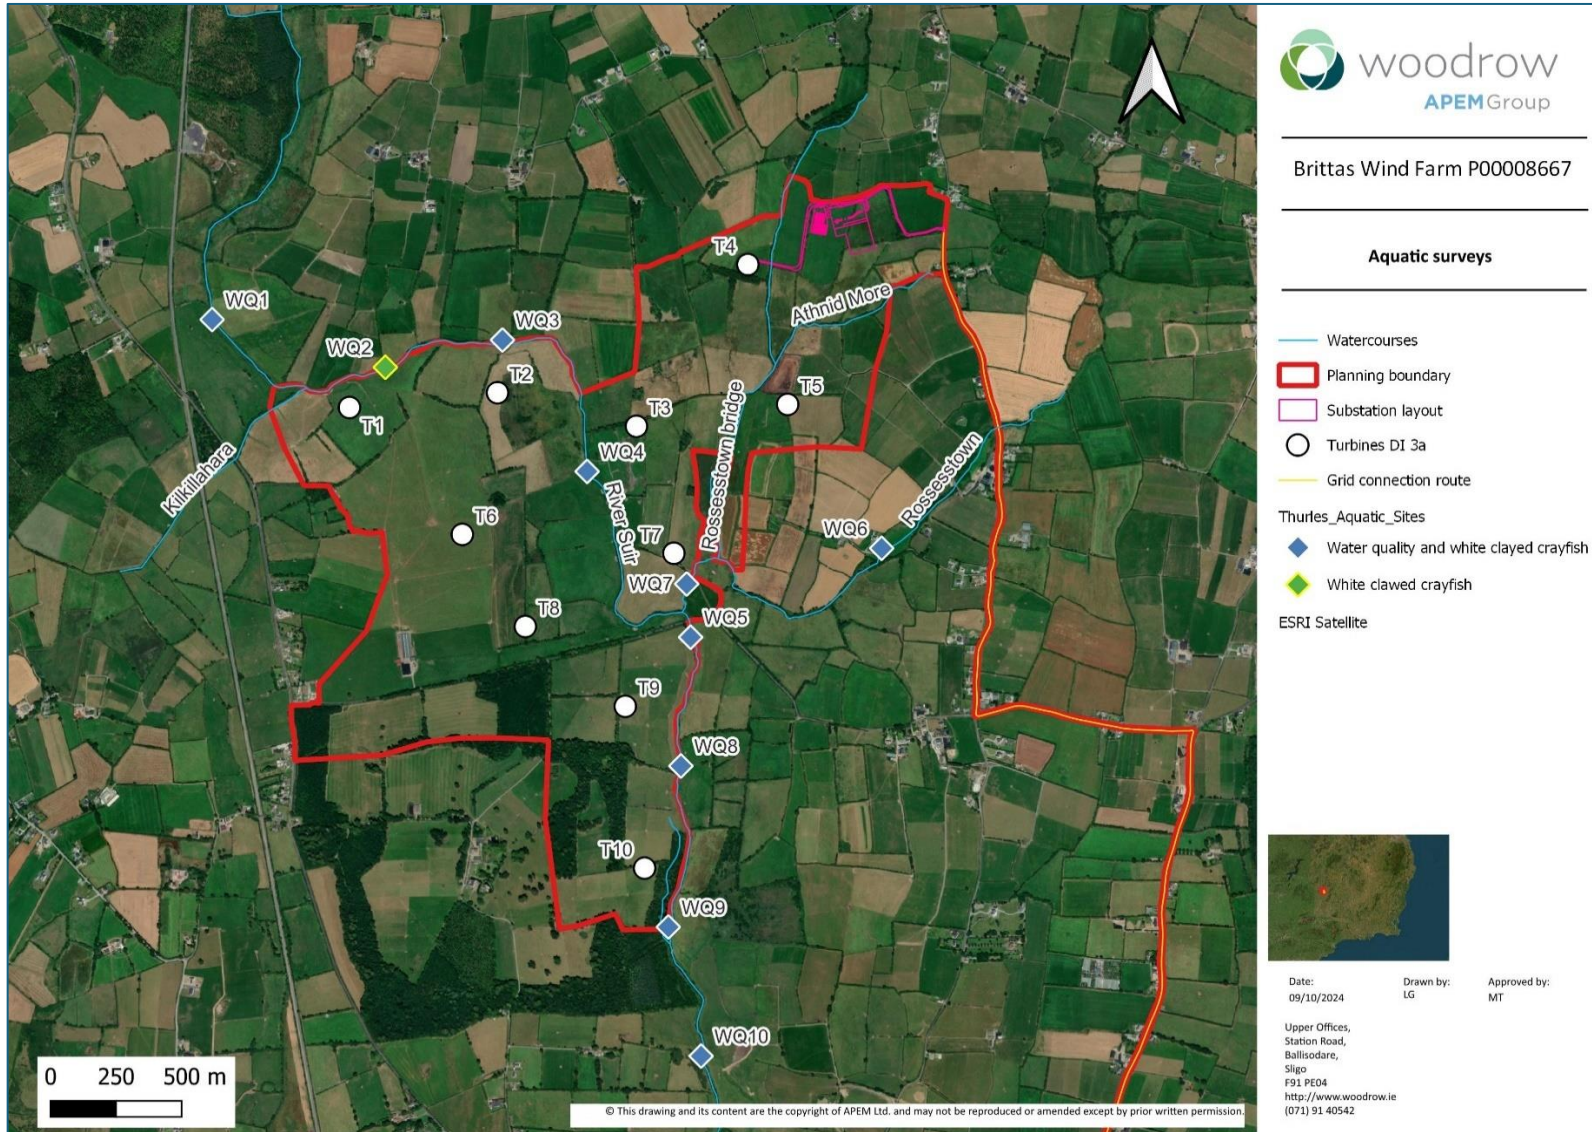 woodrow
APEM Group
Brittas Wind Farm P00008667
Aquatic surveys
Watercourses
Planning boundary
Substation layout
Turbines DI 3a
Grid connection route
Thurles_Aquatic_Sites
Water quality and white clayed crayfish
White clawed crayfish
ESRI Satellite
WQ1
WQ2
WQ3
T4
Athnid More
T1
T2
T3
T5
Kilkillahara
WQ4
River Suir
Rossesstown bridge
Rossesstown
T6
T7
WQ6
WQ7
T8
WQ5
T9
WQ8
T10
WQ9
WQ10
0 250 500 m
© This drawing and its content are the copyright of APEM Ltd. and may not be reproduced or amended except by prior written permission.
Date: Drawn by: Approved by:
09/10/2024 LG MT
Upper Offices,
Station Road,
Ballisodare,
Sligo
F91 PE04
http://www.woodrow.ie
(071) 91 40542